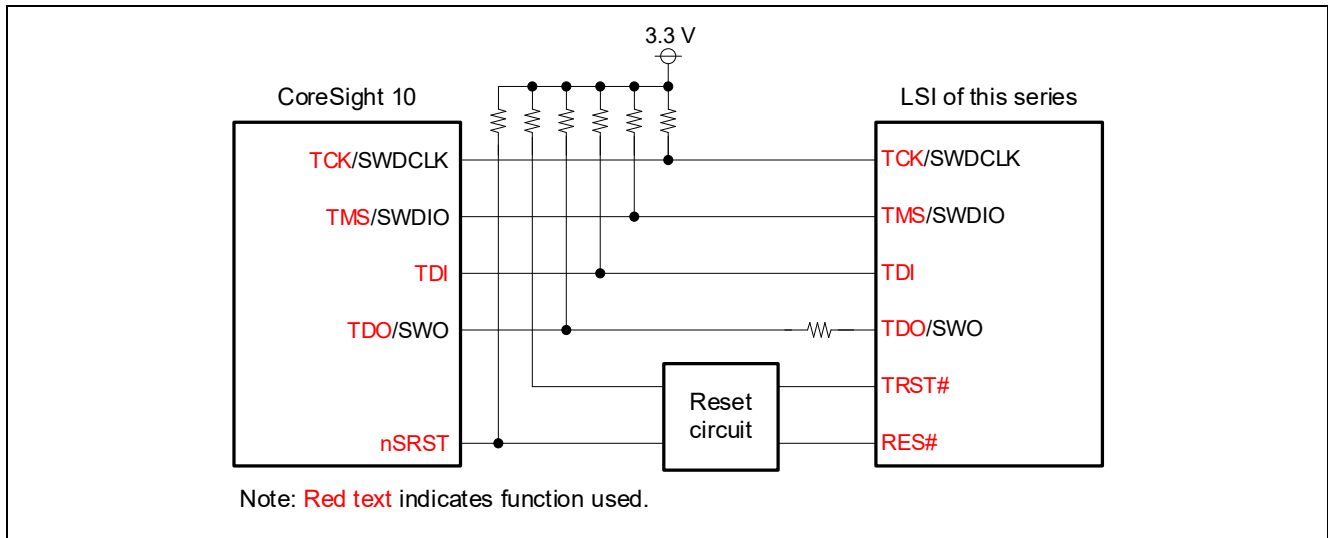 3.3 V
CoreSight 10
LSI of this series
TCK/SWDCLK
TCK/SWDCLK
TMS/SWDIO
TMS/SWDIO
TDI
TDI
TDO/SWO
TDO/SWO
TRST#
Reset
circuit
nSRST
RES#
Note: Red text indicates function used.